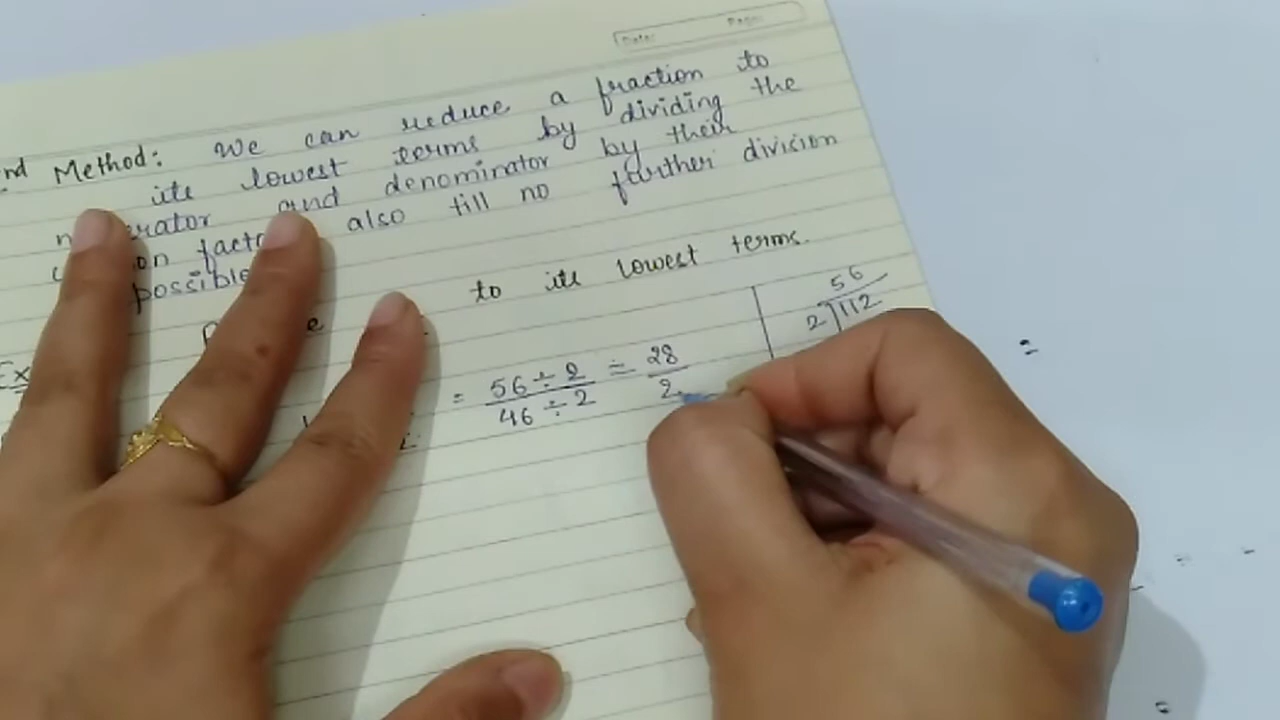 Date: Page:
Method: We can reduce a fraction to
its lowest terms by dividing the
and denominator by their
also till no further division
possible
to its lowest terms.
56
2)112
= 56 ÷ 2 = 28
46 ÷ 2 2